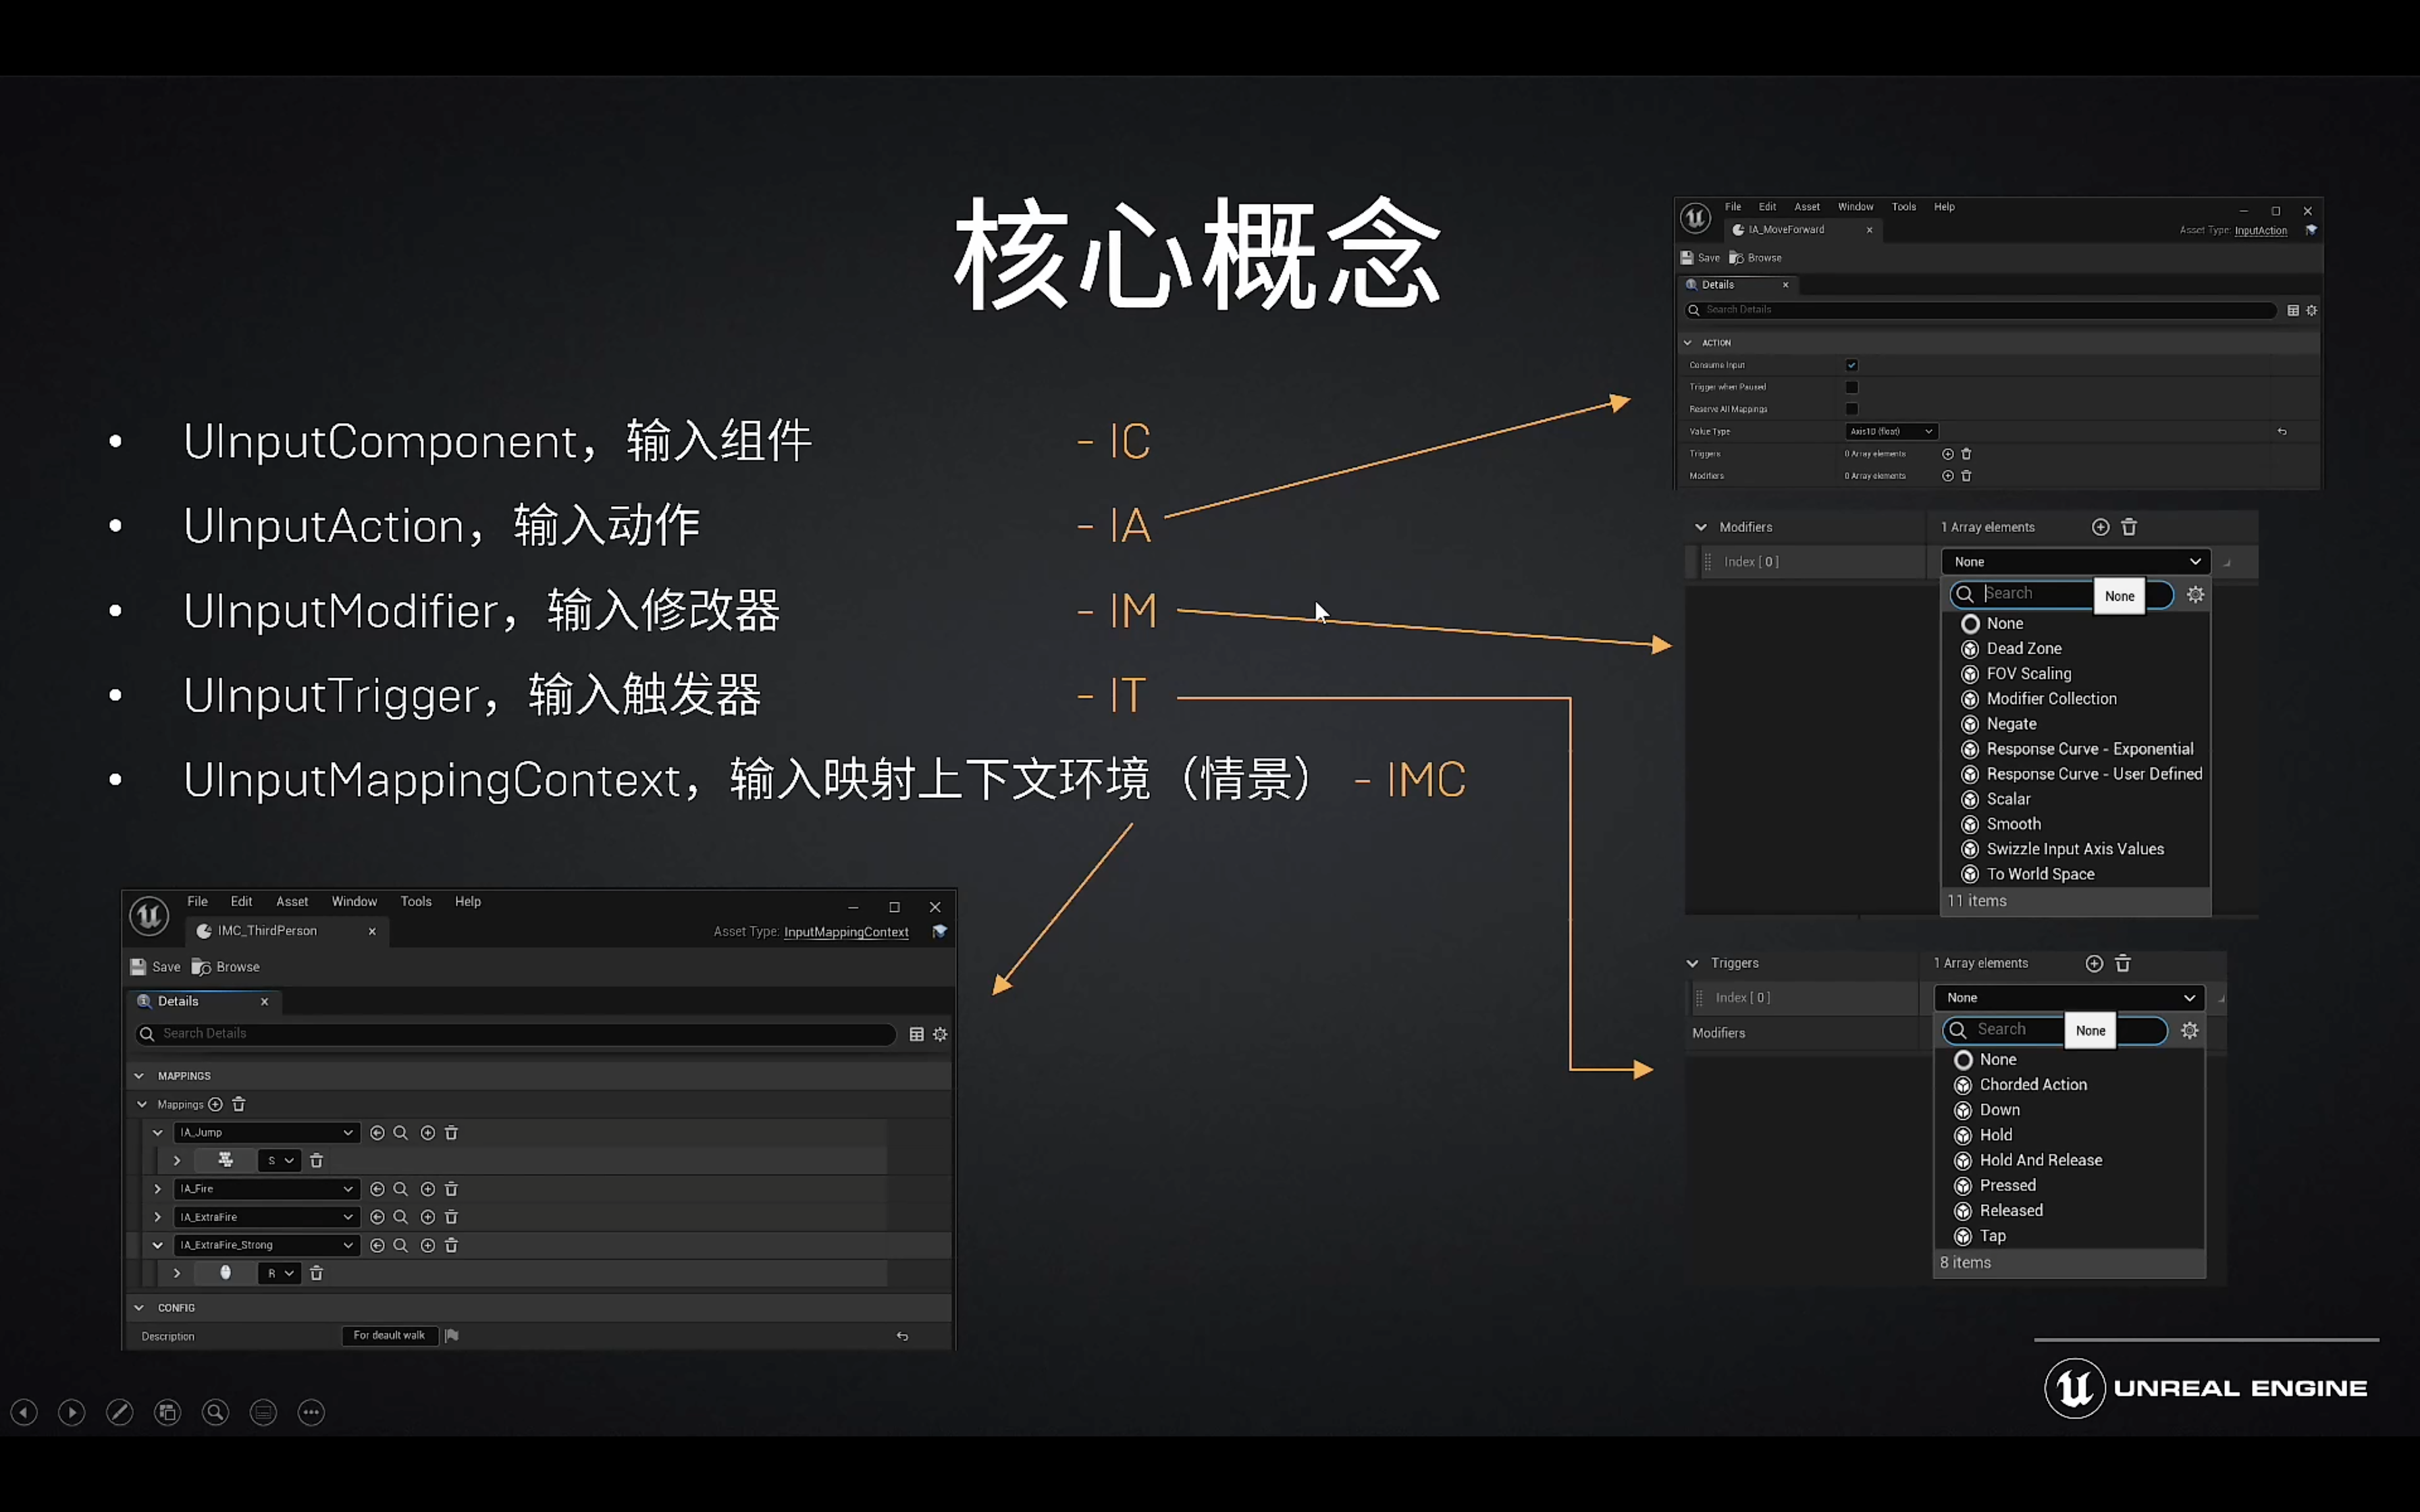 核心概念
UInputComponent，输入组件 - IC
UInputAction，输入动作 - IA
UInputModifier，输入修改器 - IM
UInputTrigger，输入触发器 - IT
UInputMappingContext，输入映射上下文环境（情景） - IMC
File Edit Asset Window Tools Help
IA_MoveForward
Asset Type: InputAction
Save Browse
Details
Search Details
ACTION
Consume Input
Trigger when Paused
Reserve All Mappings
Value Type Axis1D (float)
Triggers 0 Array elements
Modifiers 0 Array elements
Modifiers 1 Array elements
Index [ 0 ] None
Search None
None
Dead Zone
FOV Scaling
Modifier Collection
Negate
Response Curve - Exponential
Response Curve - User Defined
Scalar
Smooth
Swizzle Input Axis Values
To World Space
11 items
Triggers 1 Array elements
Index [ 0 ] None
Modifiers
Search None
None
Chorded Action
Down
Hold
Hold And Release
Pressed
Released
Tap
8 items
File Edit Asset Window Tools Help
IMC_ThirdPerson
Asset Type: InputMappingContext
Save Browse
Details
Search Details
MAPPINGS
Mappings
IA_Jump
S
IA_Fire
IA_ExtraFire
IA_ExtraFire_Strong
R
CONFIG
Description For deault walk
UNREAL ENGINE